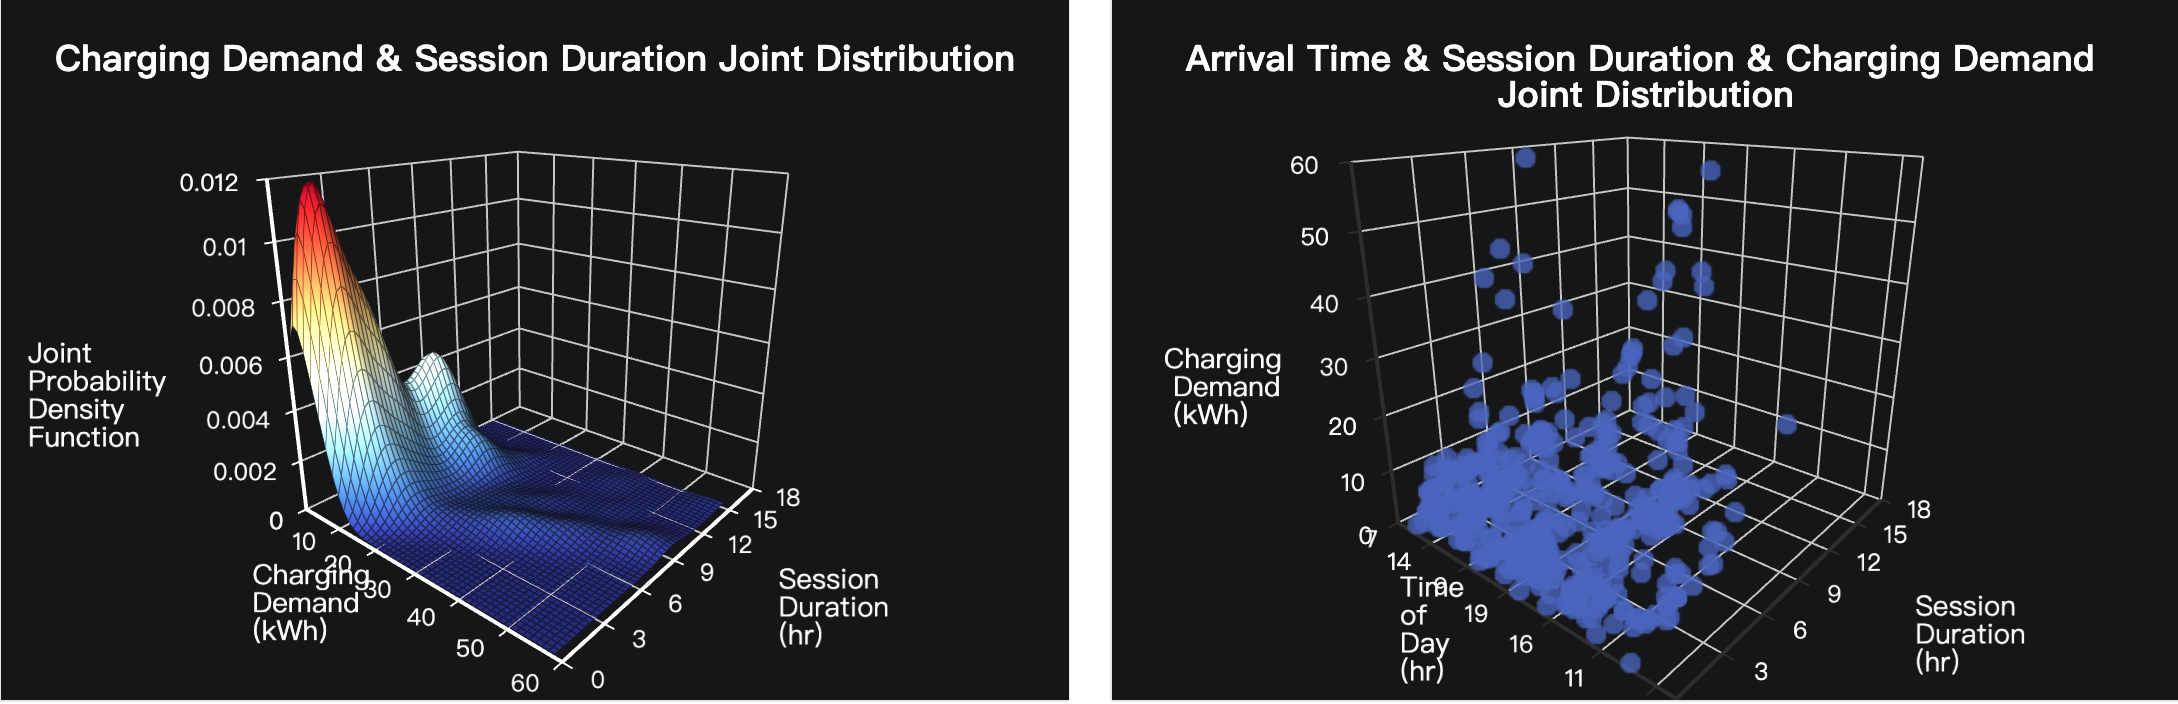 Charging Demand & Session Duration Joint Distribution
0.012
0.01
0.008
0.006
0.004
0.002
0
Joint
Probability
Density
Function
10
20
30
40
50
60
Charging
Demand
(kWh)
0
3
6
9
12
15
18
Session
Duration
(hr)
Arrival Time & Session Duration & Charging Demand
Joint Distribution
60
50
40
30
20
10
0
Charging
Demand
(kWh)
7
14
9
19
16
11
Time
of
Day
(hr)
3
6
9
12
15
18
Session
Duration
(hr)